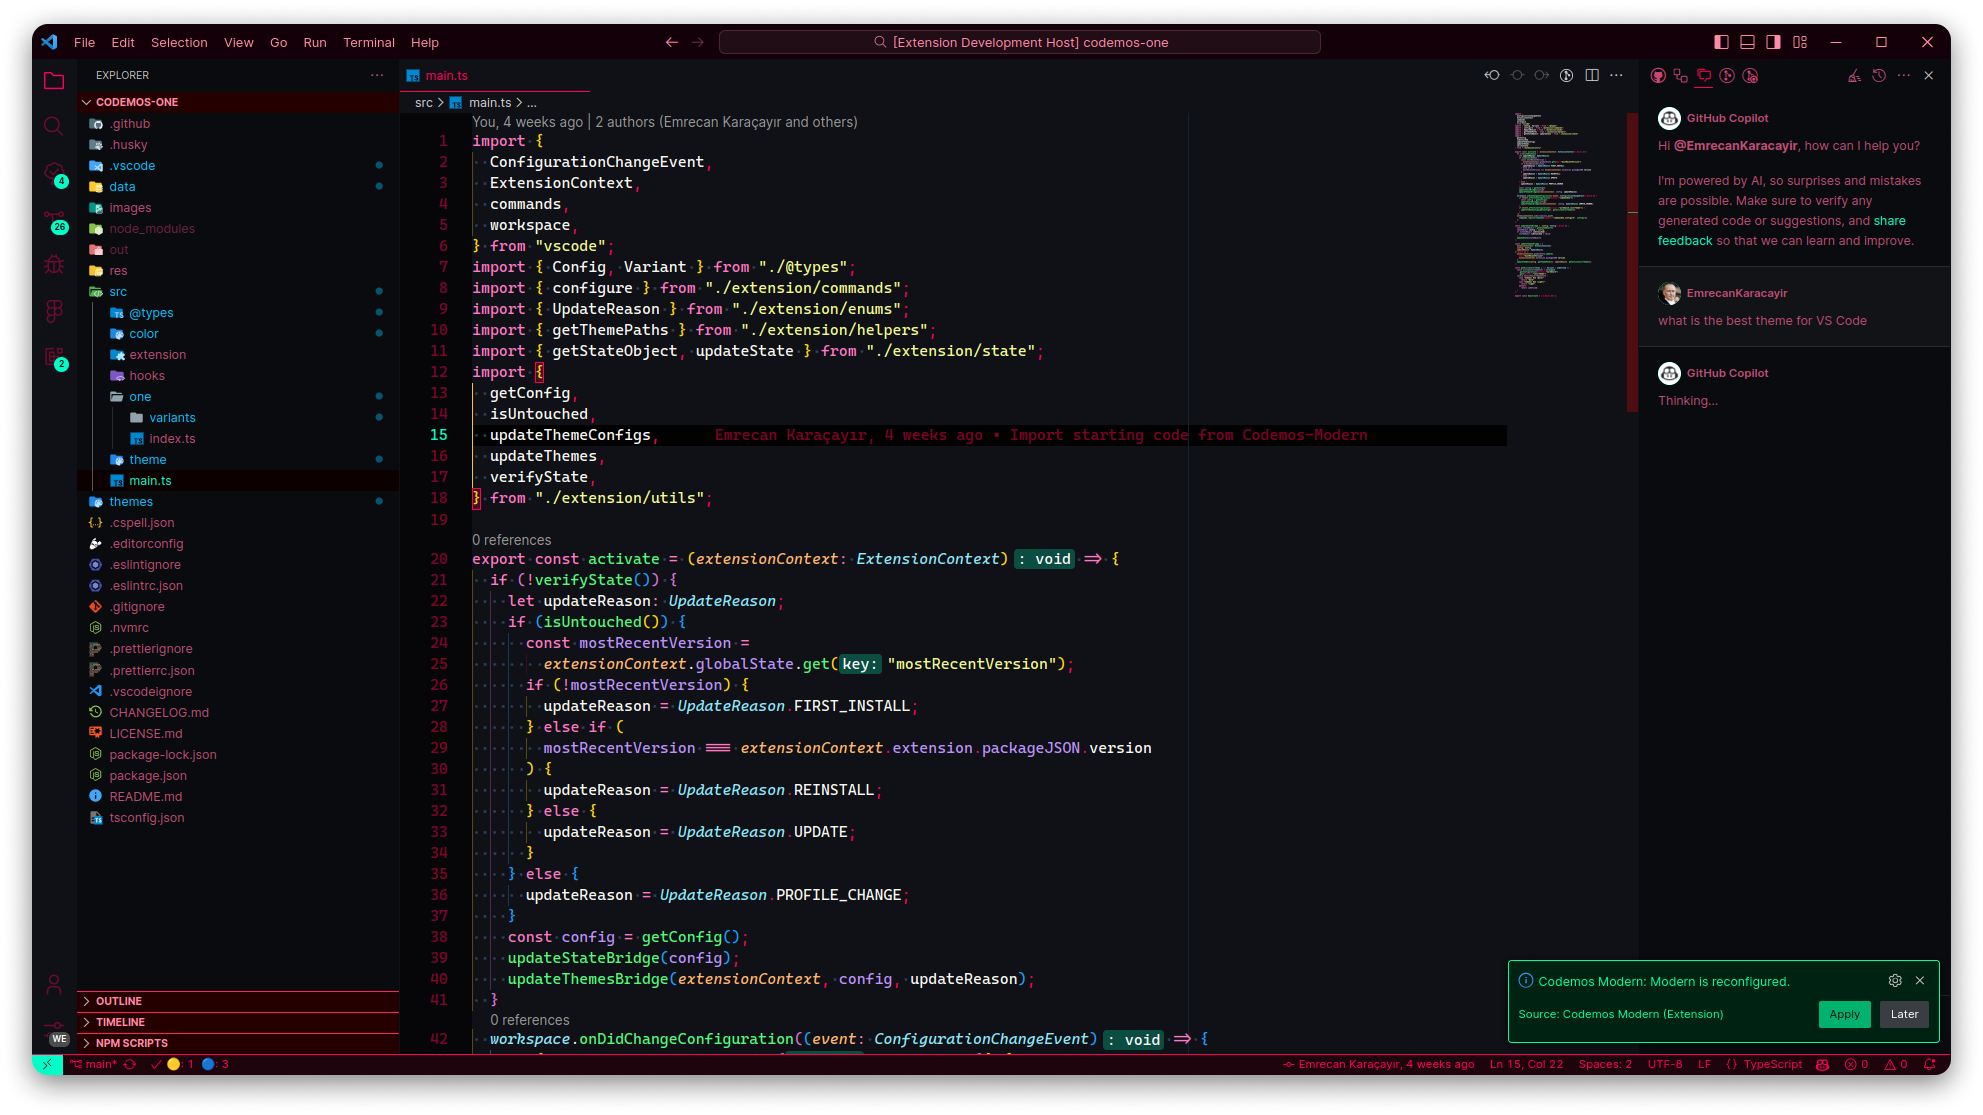 File Edit Selection View Go Run Terminal Help
[Extension Development Host] codemos-one
EXPLORER
CODEMOS-ONE
.github
.husky
.vscode
data
images
node_modules
out
res
src
@types
color
extension
hooks
one
variants
index.ts
theme
main.ts
themes
.cspell.json
.editorconfig
.eslintignore
.eslintrc.json
.gitignore
.nvmrc
.prettierignore
.prettierrc.json
.vscodeignore
CHANGELOG.md
LICENSE.md
package-lock.json
package.json
README.md
tsconfig.json
OUTLINE
TIMELINE
NPM SCRIPTS
4
26
2
WE
main.ts
src > main.ts > ...
You, 4 weeks ago | 2 authors (Emrecan Karaçayır and others)
1 import {
2 ConfigurationChangeEvent,
3 ExtensionContext,
4 commands,
5 workspace,
6 } from "vscode";
7 import { Config, Variant } from "./@types";
8 import { configure } from "./extension/commands";
9 import { UpdateReason } from "./extension/enums";
10 import { getThemePaths } from "./extension/helpers";
11 import { getStateObject, updateState } from "./extension/state";
12 import {
13 getConfig,
14 isUntouched,
15 updateThemeConfigs, Emrecan Karaçayır, 4 weeks ago • Import starting code from Codemos-Modern
16 updateThemes,
17 verifyState,
18 } from "./extension/utils";
19
0 references
20 export const activate = (extensionContext: ExtensionContext) : void => {
21 if (!verifyState()) {
22 let updateReason: UpdateReason;
23 if (isUntouched()) {
24 const mostRecentVersion =
25 extensionContext.globalState.get(key: "mostRecentVersion");
26 if (!mostRecentVersion) {
27 updateReason = UpdateReason.FIRST_INSTALL;
28 } else if (
29 mostRecentVersion === extensionContext.extension.packageJSON.version
30 ) {
31 updateReason = UpdateReason.REINSTALL;
32 } else {
33 updateReason = UpdateReason.UPDATE;
34 }
35 } else {
36 updateReason = UpdateReason.PROFILE_CHANGE;
37 }
38 const config = getConfig();
39 updateStateBridge(config);
40 updateThemesBridge(extensionContext, config, updateReason);
41 }
0 references
42 workspace.onDidChangeConfiguration((event: ConfigurationChangeEvent) : void => {
GitHub Copilot
Hi @EmrecanKaracayir, how can I help you?
I'm powered by AI, so surprises and mistakes
are possible. Make sure to verify any
generated code or suggestions, and share
feedback so that we can learn and improve.
EmrecanKaracayir
what is the best theme for VS Code
GitHub Copilot
Thinking...
Codemos Modern: Modern is reconfigured.
Source: Codemos Modern (Extension)
Apply
Later
main*
: 1
: 3
Emrecan Karaçayır, 4 weeks ago
Ln 15, Col 22
Spaces: 2
UTF-8
LF
{ } TypeScript
0
0